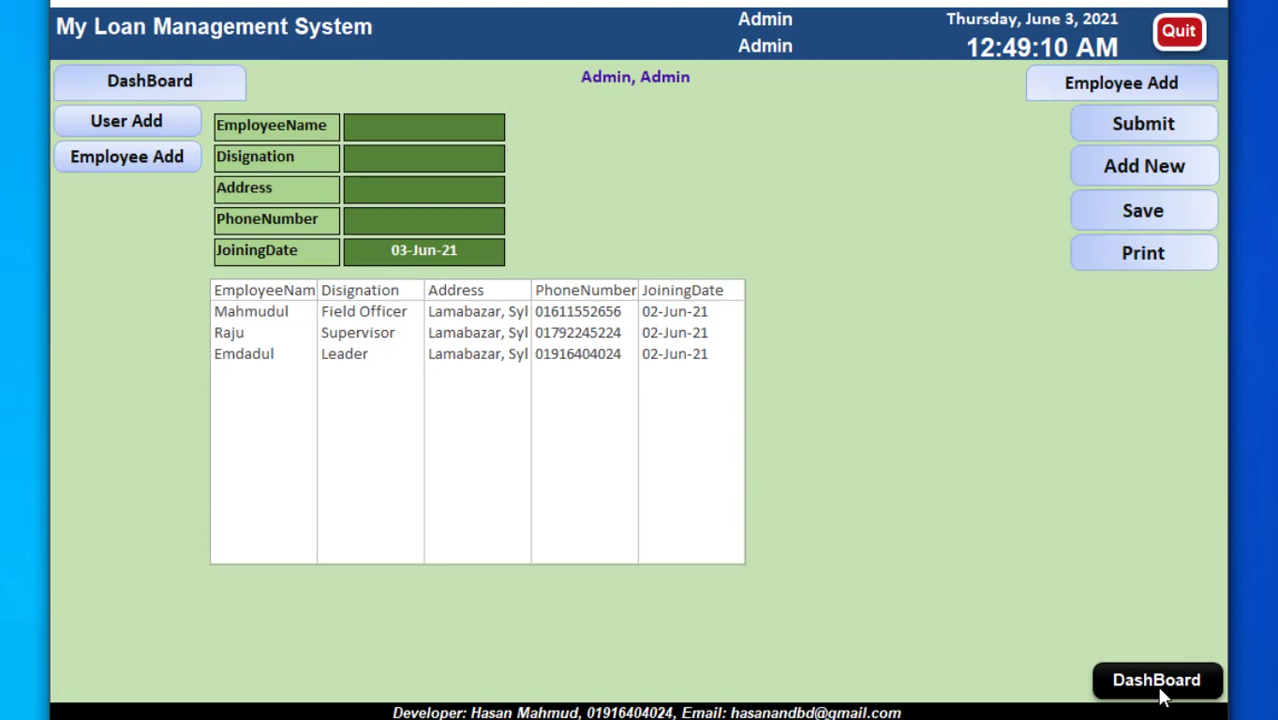 My Loan Management System
Admin
Admin
Thursday, June 3, 2021
12:49:10 AM
Quit
DashBoard
Admin, Admin
Employee Add
User Add
Employee Add
EmployeeName
Disignation
Address
PhoneNumber
JoiningDate 03-Jun-21
Submit
Add New
Save
Print
EmployeeNam Disignation Address PhoneNumber JoiningDate
Mahmudul Field Officer Lamabazar, Syl 01611552656 02-Jun-21
Raju Supervisor Lamabazar, Syl 01792245224 02-Jun-21
Emdadul Leader Lamabazar, Syl 01916404024 02-Jun-21
DashBoard
Developer: Hasan Mahmud, 01916404024, Email: hasanandbd@gmail.com